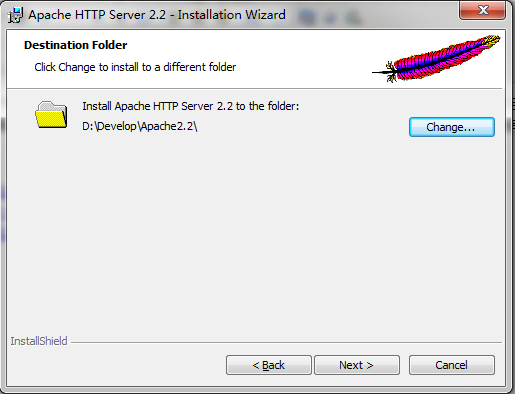 Apache HTTP Server 2.2 - Installation Wizard
Destination Folder
Click Change to install to a different folder
Install Apache HTTP Server 2.2 to the folder:
D:\Develop\Apache2.2\
Change...
InstallShield
< Back
Next >
Cancel